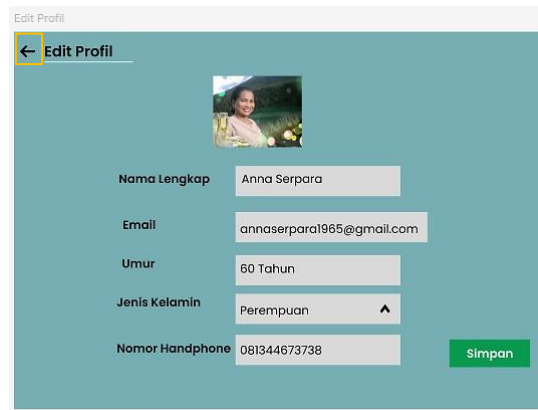 Edit Profil
Edit Profil
Nama Lengkap Anna Serpara
Email annaserpara1965@gmail.com
Umur 60 Tahun
Jenis Kelamin Perempuan
Nomor Handphone 081344673738
Simpan